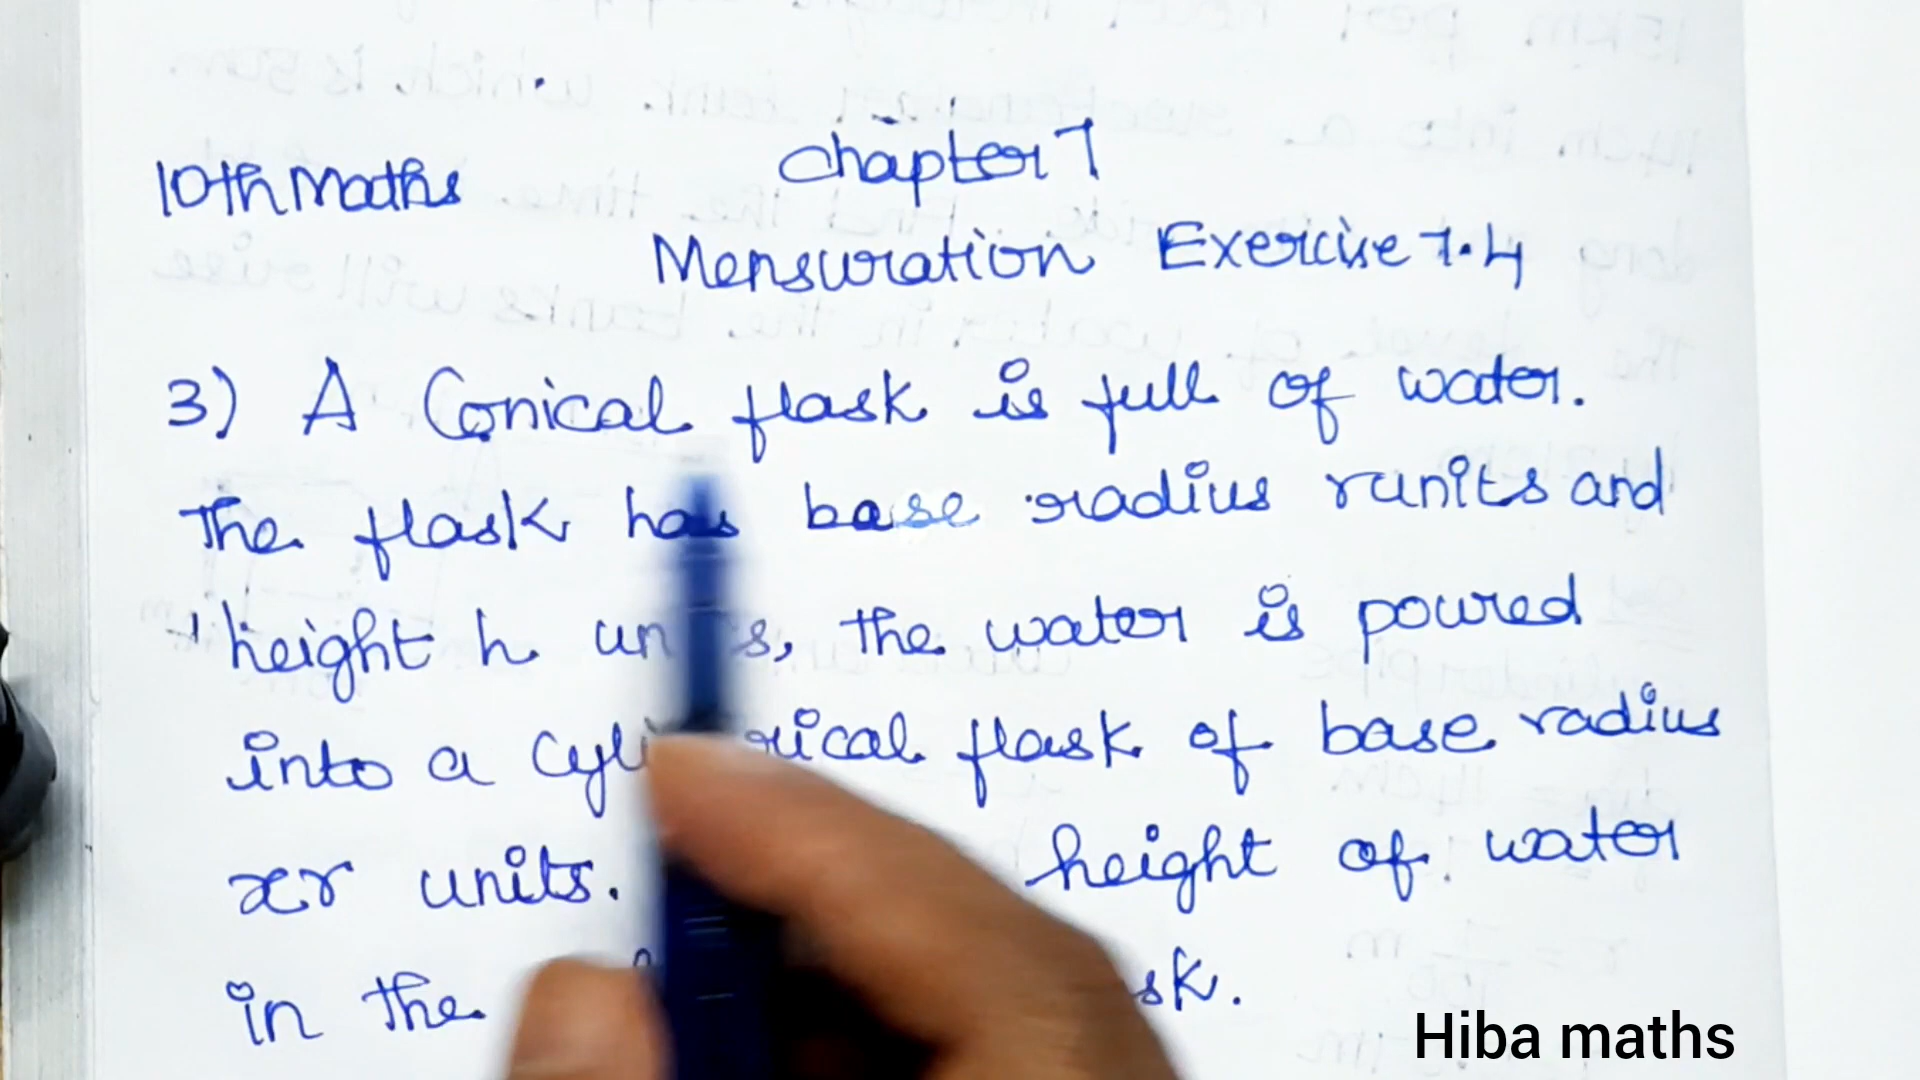 Chapter 7
10th Maths
Mensuration Exercise 7.4
3) A Conical flask is full of water.
The flask has base radius r units and
height h units, the water is poured
into a cylindrical flask of base radius
xr units. height of water
in the
Hiba maths